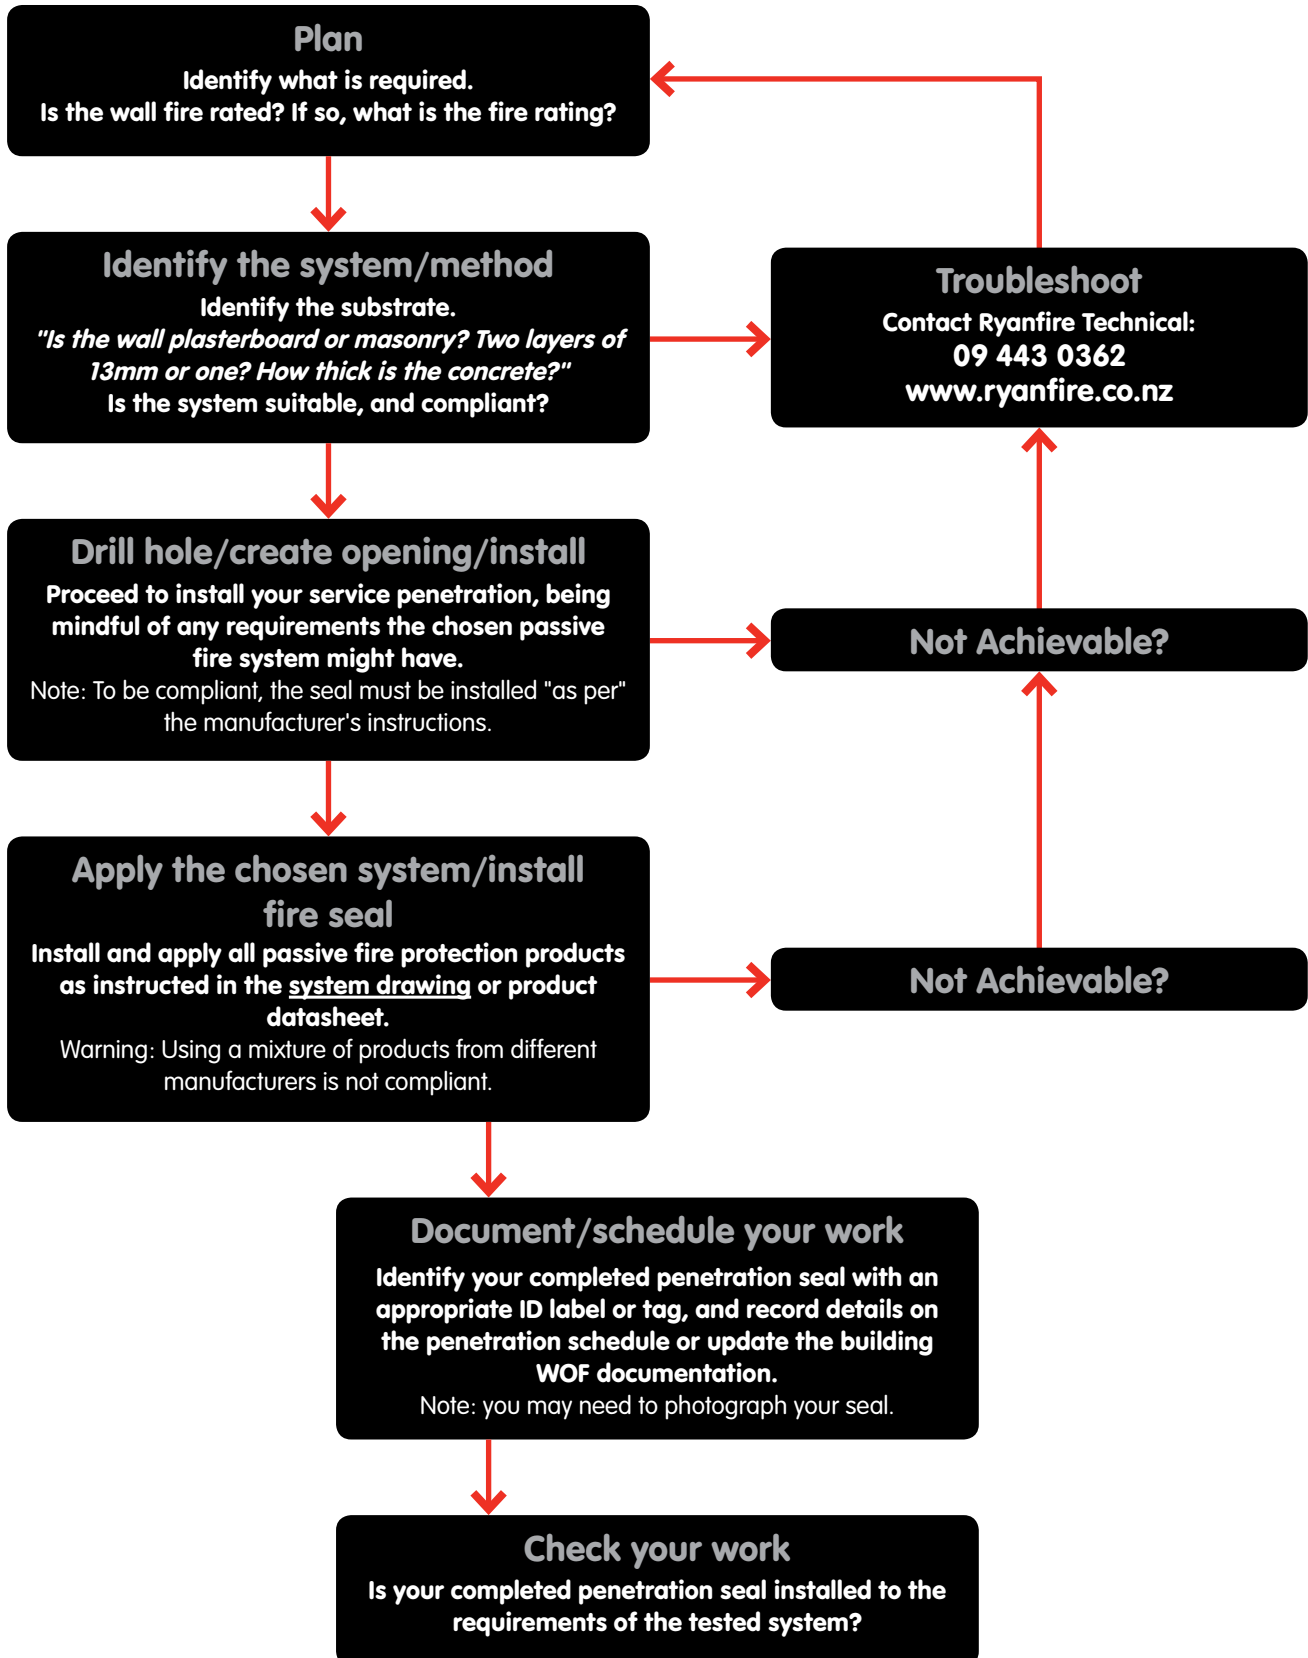 Plan
Identify what is required.
Is the wall fire rated? If so, what is the fire rating?
Identify the system/method
Identify the substrate.
"Is the wall plasterboard or masonry? Two layers of
13mm or one? How thick is the concrete?"
Is the system suitable, and compliant?
Troubleshoot
Contact Ryanfire Technical:
09 443 0362
www.ryanfire.co.nz
Drill hole/create opening/install
Proceed to install your service penetration, being
mindful of any requirements the chosen passive
fire system might have.
Note: To be compliant, the seal must be installed "as per"
the manufacturer's instructions.
Not Achievable?
Apply the chosen system/install
fire seal
Install and apply all passive fire protection products
as instructed in the system drawing or product
datasheet.
Warning: Using a mixture of products from different
manufacturers is not compliant.
Not Achievable?
Document/schedule your work
Identify your completed penetration seal with an
appropriate ID label or tag, and record details on
the penetration schedule or update the building
WOF documentation.
Note: you may need to photograph your seal.
Check your work
Is your completed penetration seal installed to the
requirements of the tested system?